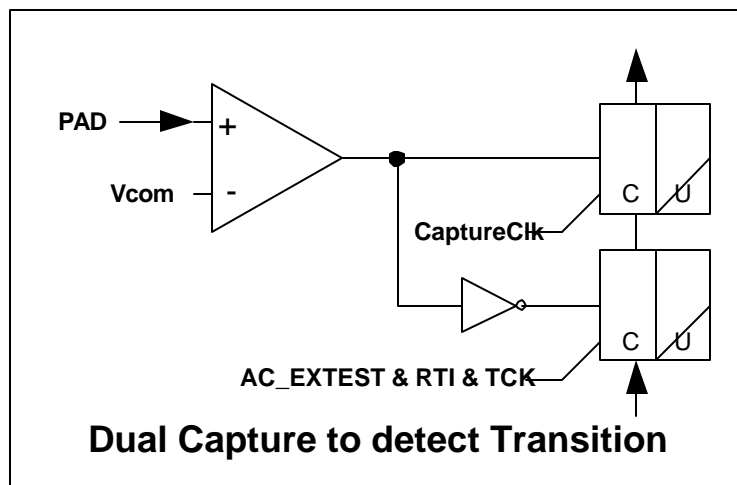 PAD
+
Vcom
-
C U
CaptureClk
C U
AC_EXTEST & RTI & TCK
Dual Capture to detect Transition